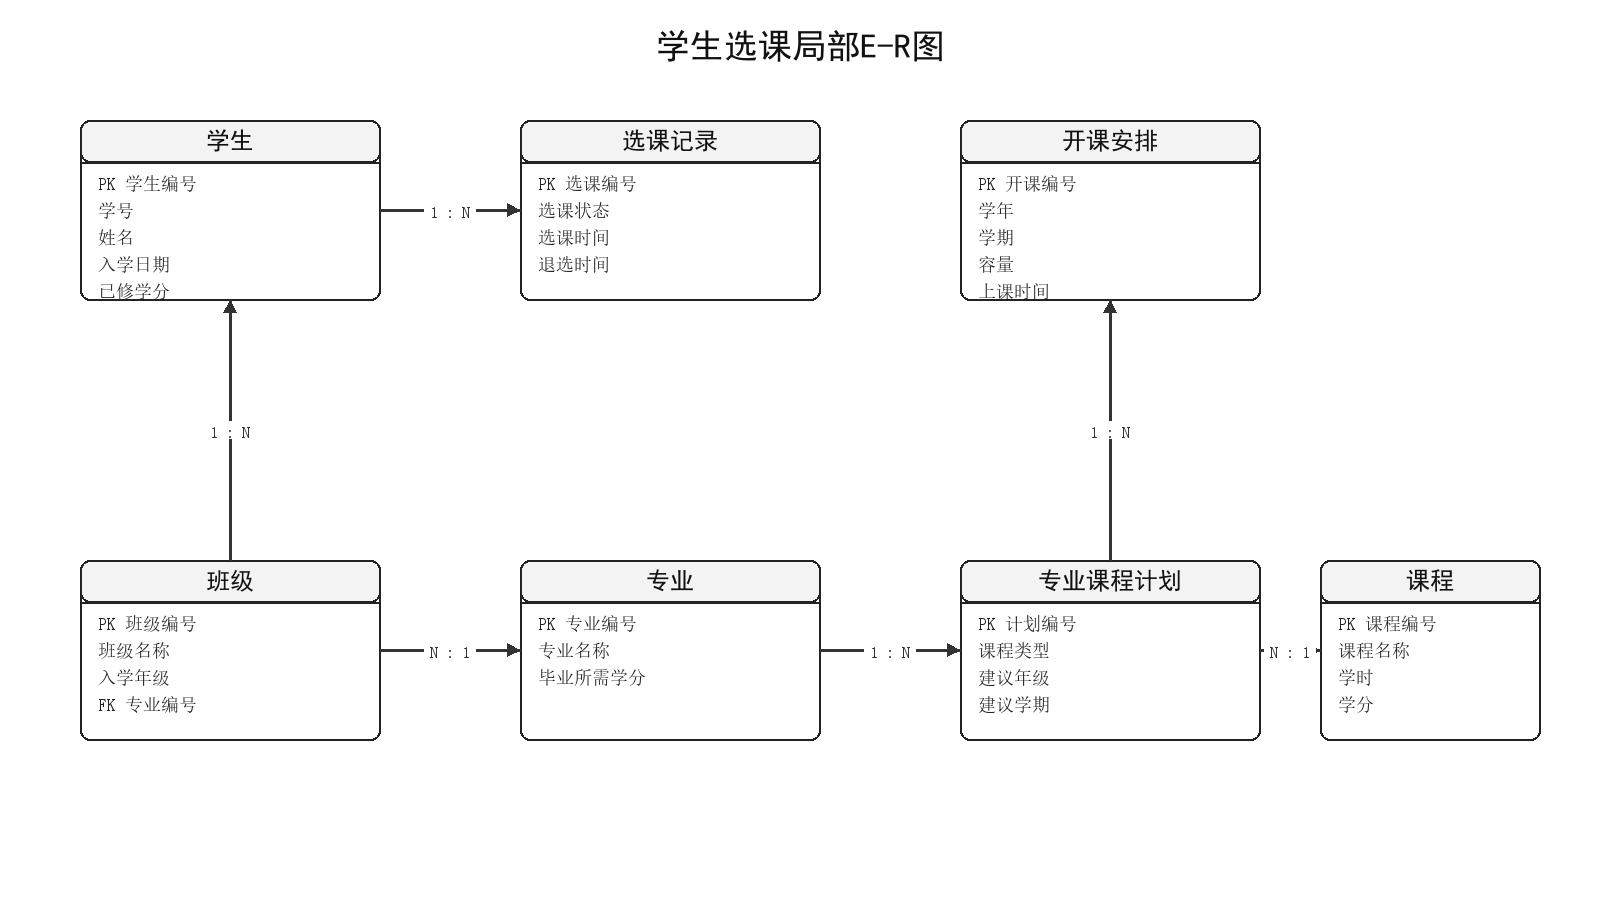 学生选课局部E-R图
学生
PK 学生编号
学号
姓名
入学日期
已修学分
1 : N
选课记录
PK 选课编号
选课状态
选课时间
退选时间
开课安排
PK 开课编号
学年
学期
容量
上课时间
1 : N
1 : N
班级
PK 班级编号
班级名称
入学年级
FK 专业编号
N : 1
专业
PK 专业编号
专业名称
毕业所需学分
1 : N
专业课程计划
PK 计划编号
课程类型
建议年级
建议学期
N : 1
课程
PK 课程编号
课程名称
学时
学分